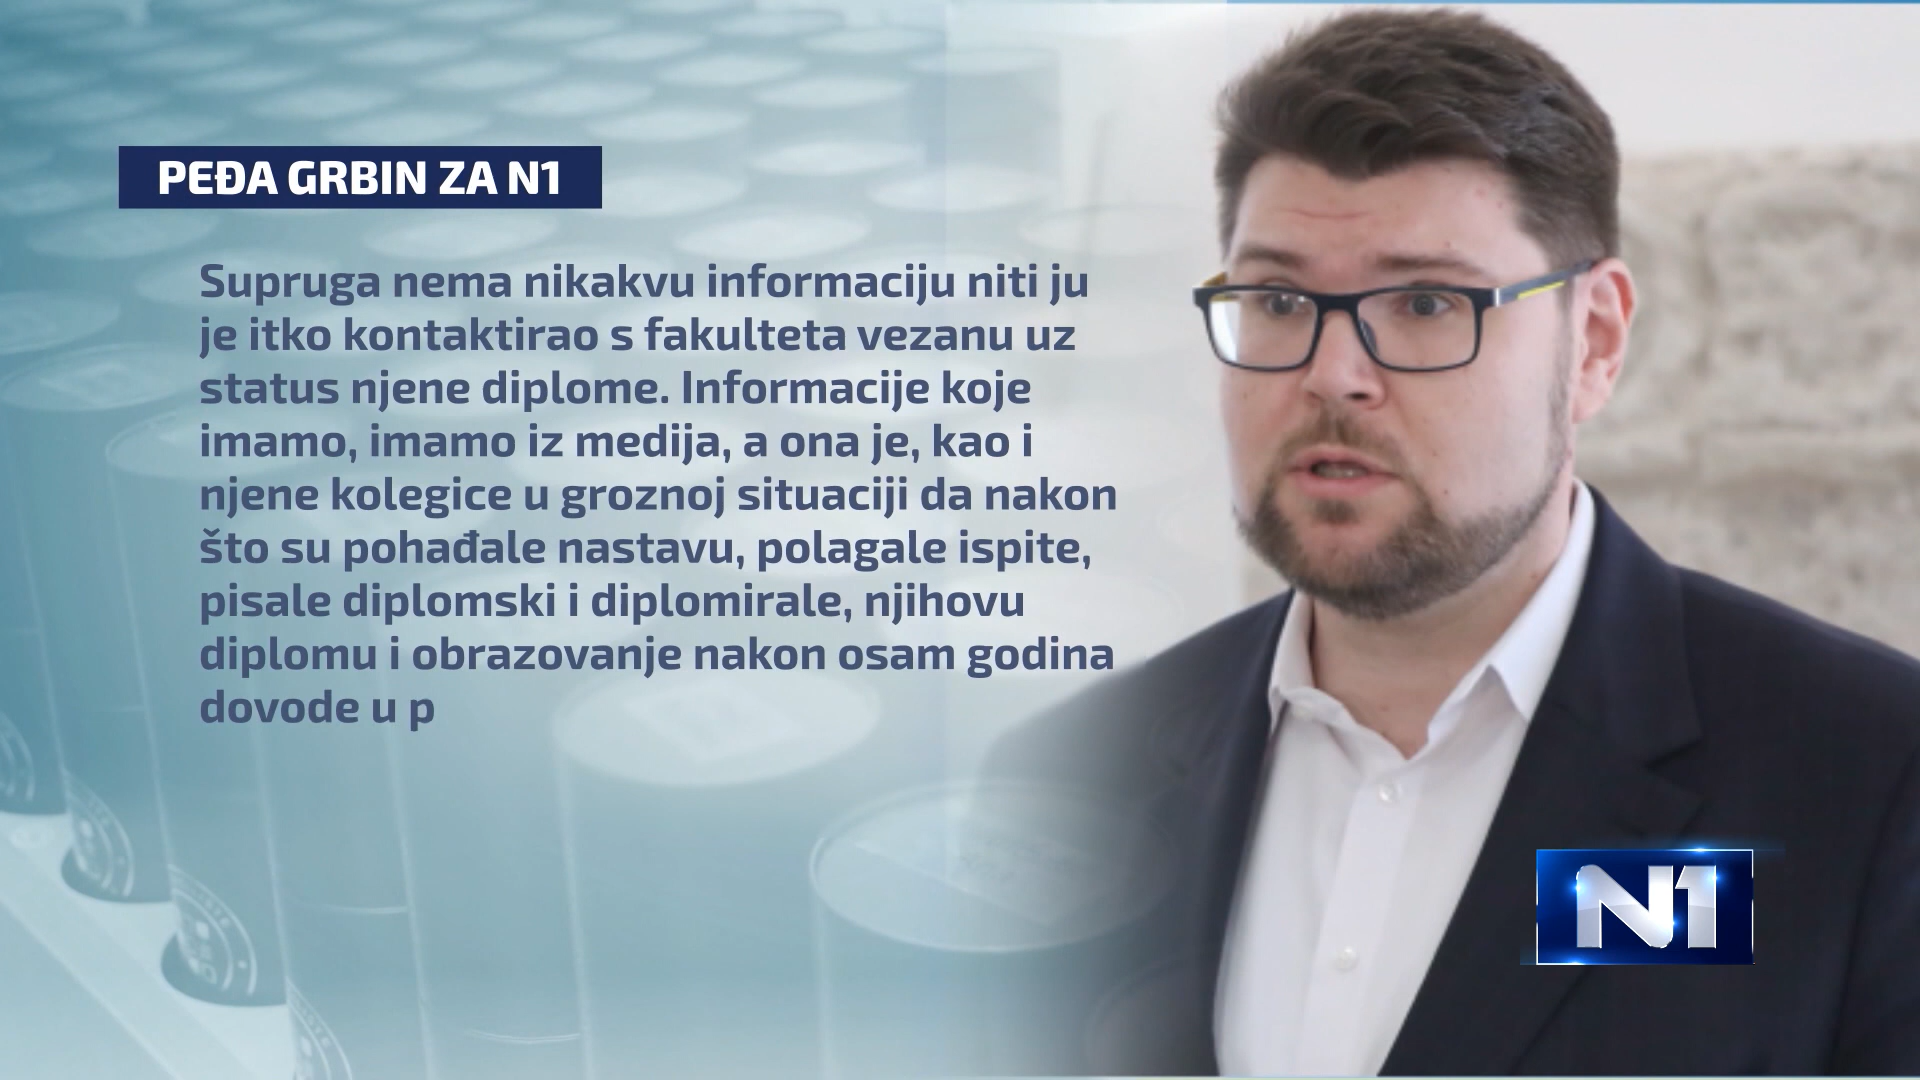 PEĐA GRBIN ZA N1
Supruga nema nikakvu informaciju niti ju
je itko kontaktirao s fakulteta vezanu uz
status njene diplome. Informacije koje
imamo, imamo iz medija, a ona je, kao i
njene kolegice u groznoj situaciji da nakon
što su pohađale nastavu, polagale ispite,
pisale diplomski i diplomirale, njihovu
diplomu i obrazovanje nakon osam godina
dovode u p
N1